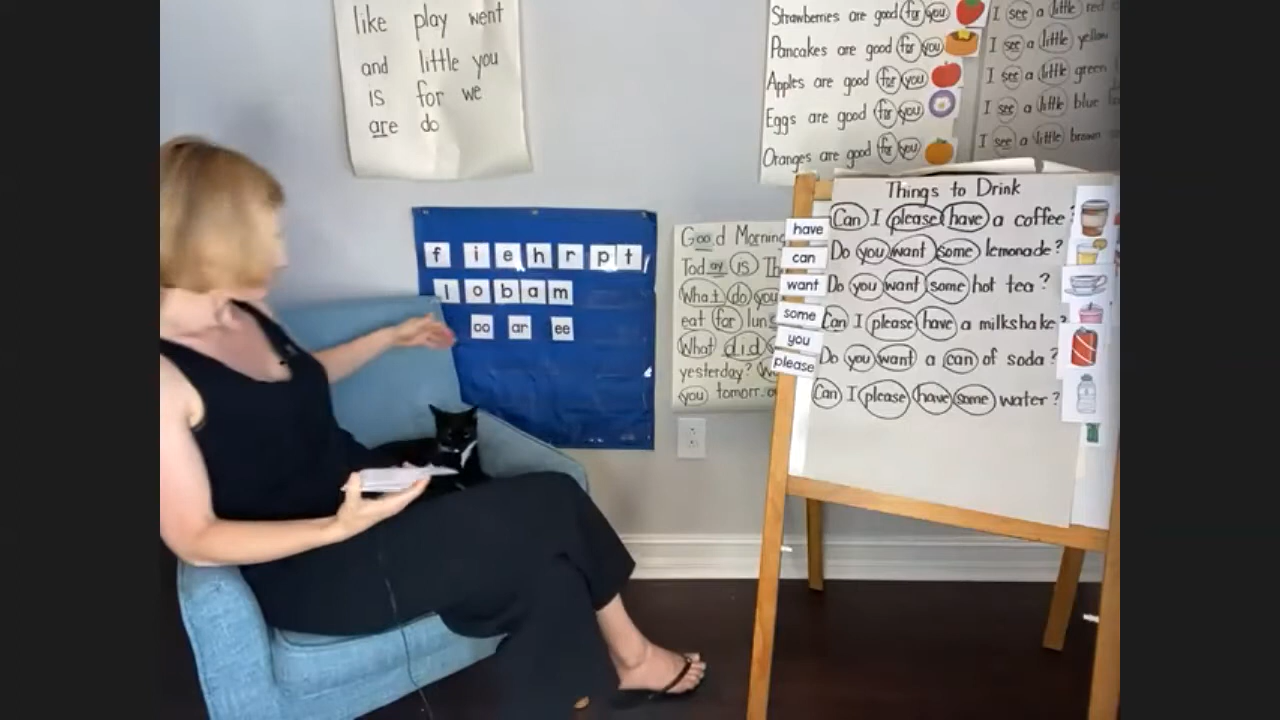 like play went
and little you
is for we
are do
f i e h r p t
l o b a m
oo ar ee
Good Morning
Today is
What do you
eat for
What did
yesterday?
you
Strawberries are good for you
Pancakes are good for you
Apples are good for you
Eggs are good for you
Oranges are good for you
I see a little red
I see a little yellow
I see a little green
I see a little blue
I see a little brown
have
can
want
some
you
please
Things to Drink
Can I please have a coffee?
Do you want some lemonade?
Do you want some hot tea?
Can I please have a milkshake?
Do you want a can of soda?
Can I please have some water?